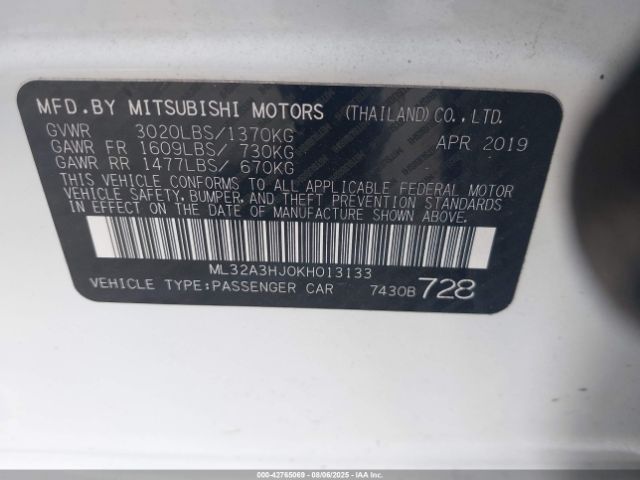 MFD.BY MITSUBISHI MOTORS (THAILAND)CO.,LTD.
GVWR 3020LBS/1370KG APR 2019
GAWR FR 1609LBS/ 730KG
GAWR RR 1477LBS/ 670KG
THIS VEHICLE CONFORMS TO ALL APPLICABLE FEDERAL MOTOR
VEHICLE SAFETY, BUMPER, AND THEFT PREVENTION STANDARDS
IN EFFECT ON THE DATE OF MANUFACTURE SHOWN ABOVE.
ML32A3HJ0KH013133
VEHICLE TYPE:PASSENGER CAR 7430B 728
000-42765069 - 08/06/2025 - IAAI.COM